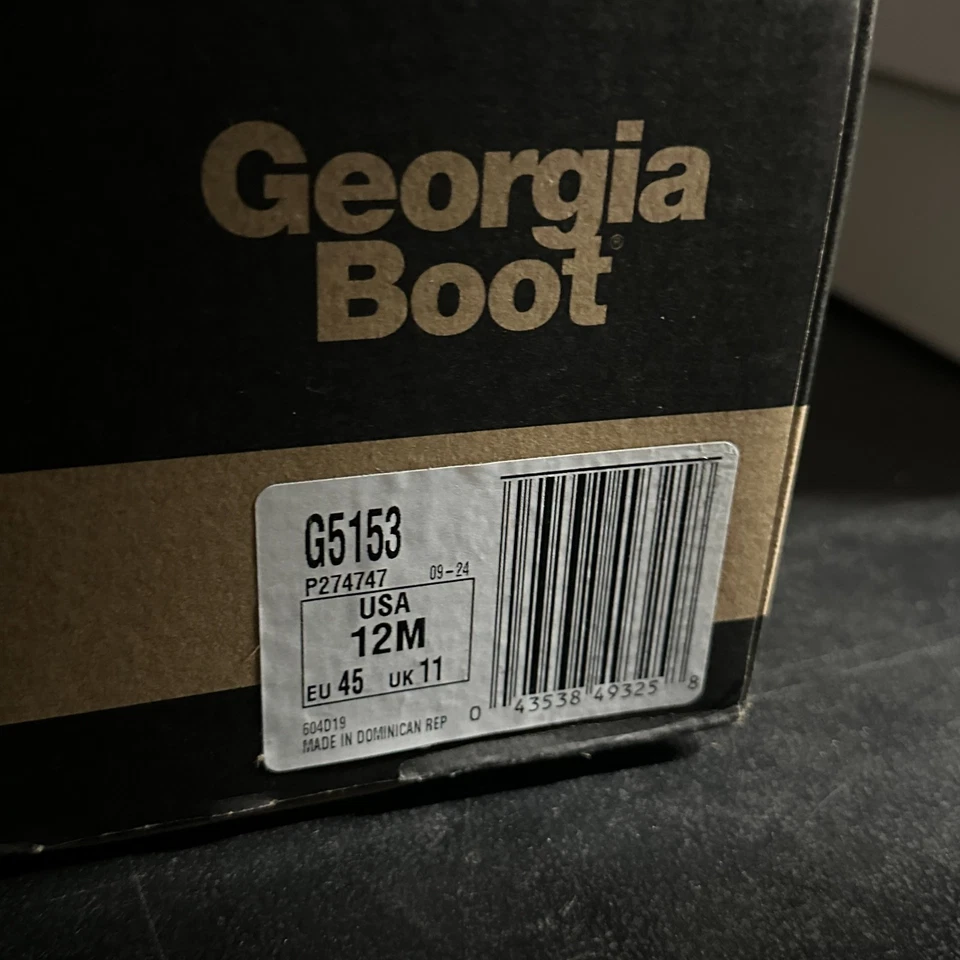 Georgia
Boot®
G5153
P274747 09-24
USA
12M
EU 45 UK 11
604D19
MADE IN DOMINICAN REP
0 43538 49325 8